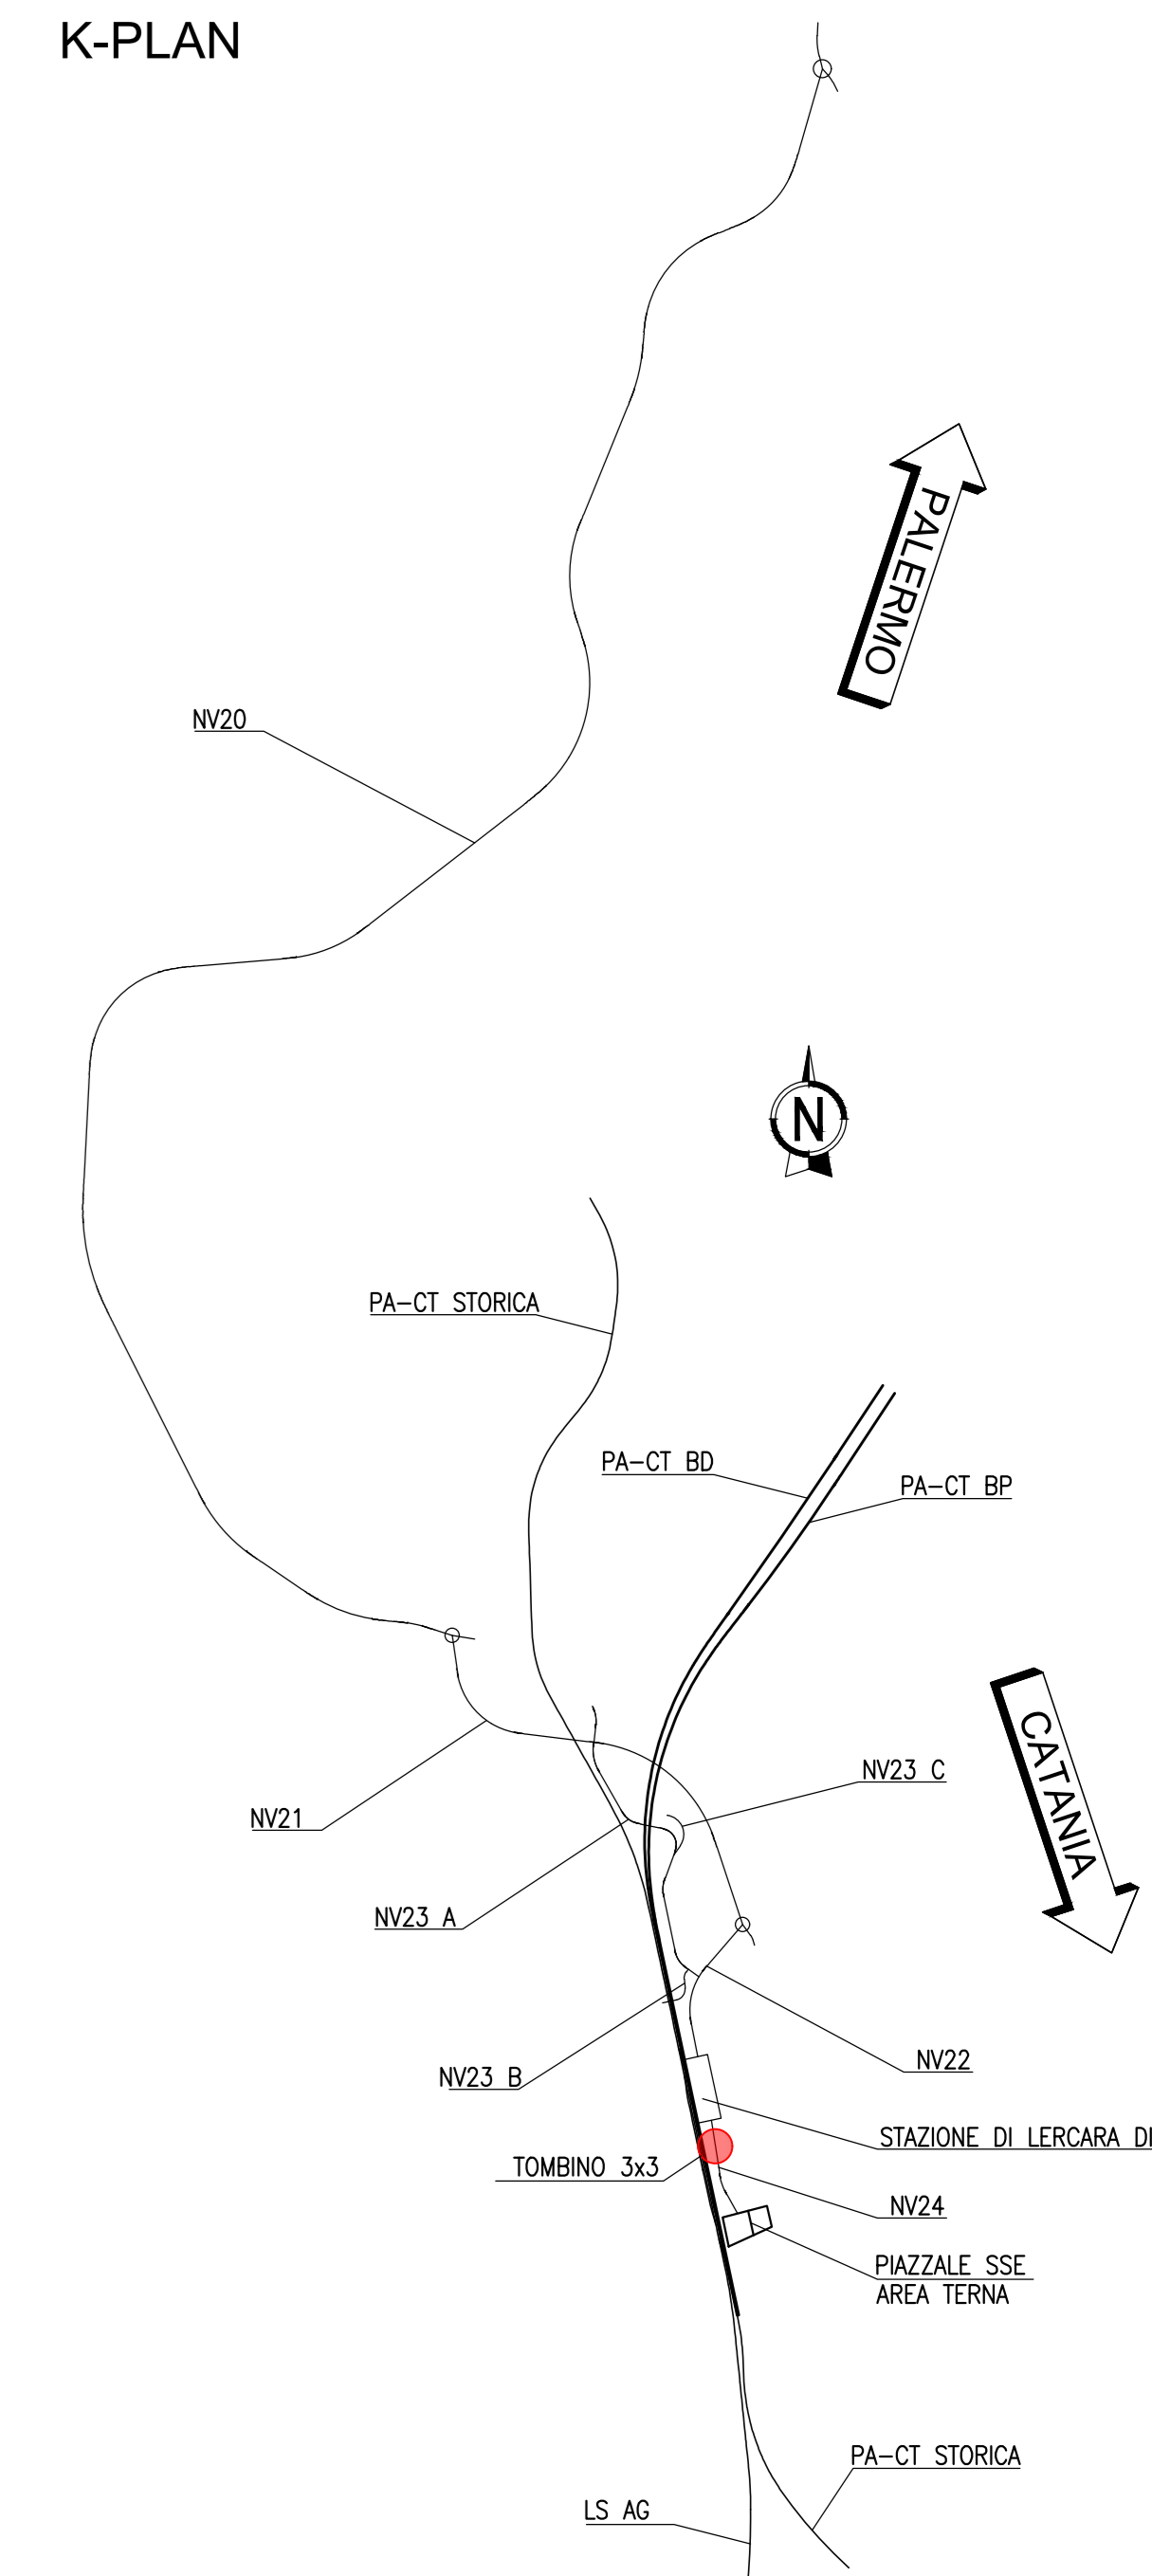 K-PLAN
PALERMO
NV20
N
PA-CT STORICA
PA-CT BD
PA-CT BP
CATANIA
NV23 C
NV21
NV23 A
NV22
NV23 B
STAZIONE DI LERCARA DI
TOMBINO 3x3
NV24
PIAZZALE SSE
AREA TERNA
PA-CT STORICA
LS AG